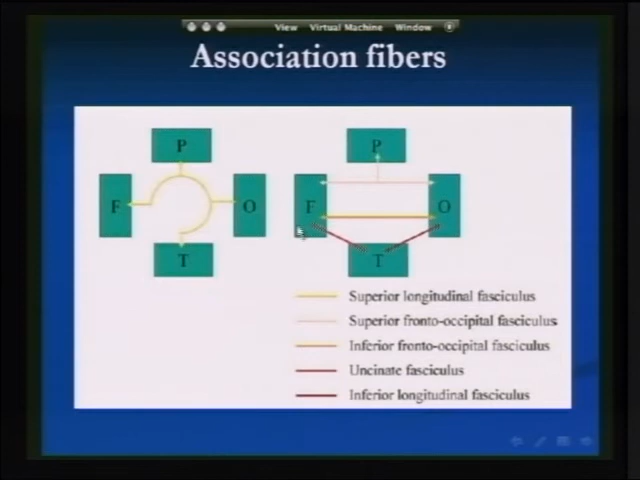 View Virtual Machine Window
Association fibers
P
F
O
T
P
F
O
T
Superior longitudinal fasciculus
Superior fronto-occipital fasciculus
Inferior fronto-occipital fasciculus
Uncinate fasciculus
Inferior longitudinal fasciculus